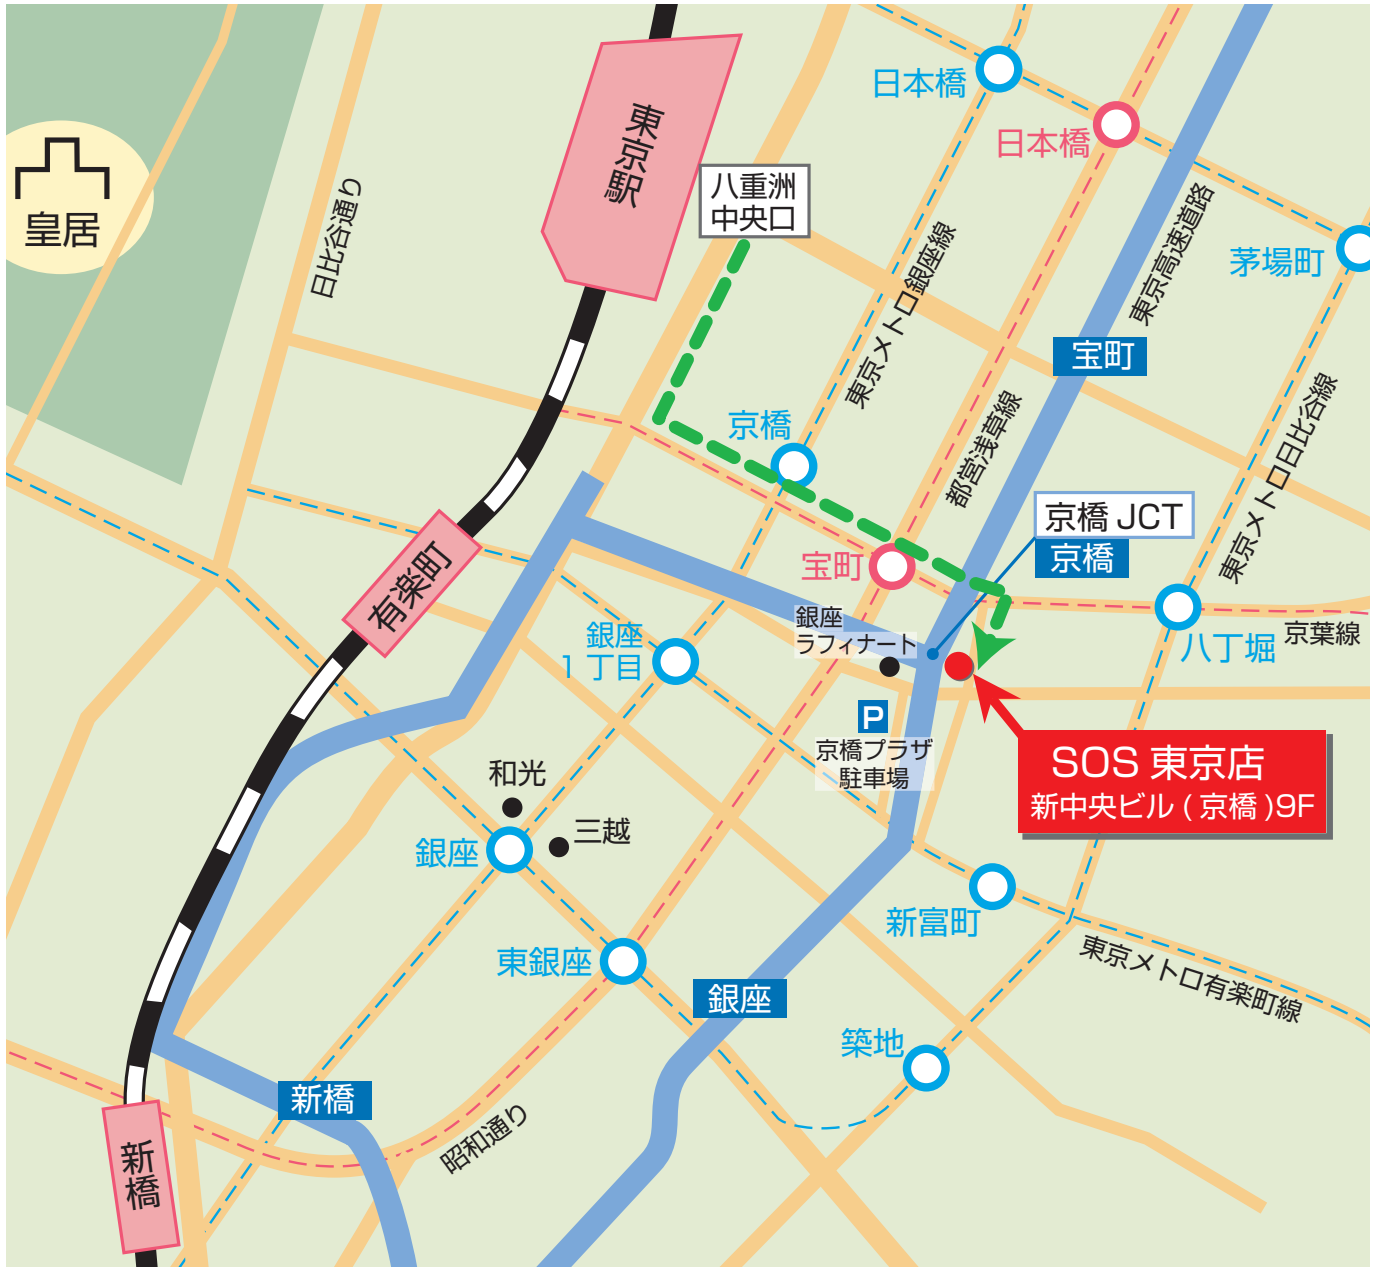 日本橋
日本橋
東京駅
八重洲
中央口
皇居
日比谷通り
東京メトロ銀座線
東京高速道路
茅場町
宝町
京橋
都営浅草線
東京メトロ日比谷線
京橋 JCT
京橋
有楽町
宝町
銀座
ラフィナート
八丁堀
京葉線
銀座
1 丁目
P
京橋プラザ
駐車場
SOS 東京店
新中央ビル ( 京橋 )9F
和光
三越
銀座
新富町
東銀座
東京メトロ有楽町線
銀座
築地
新橋
昭和通り
新橋